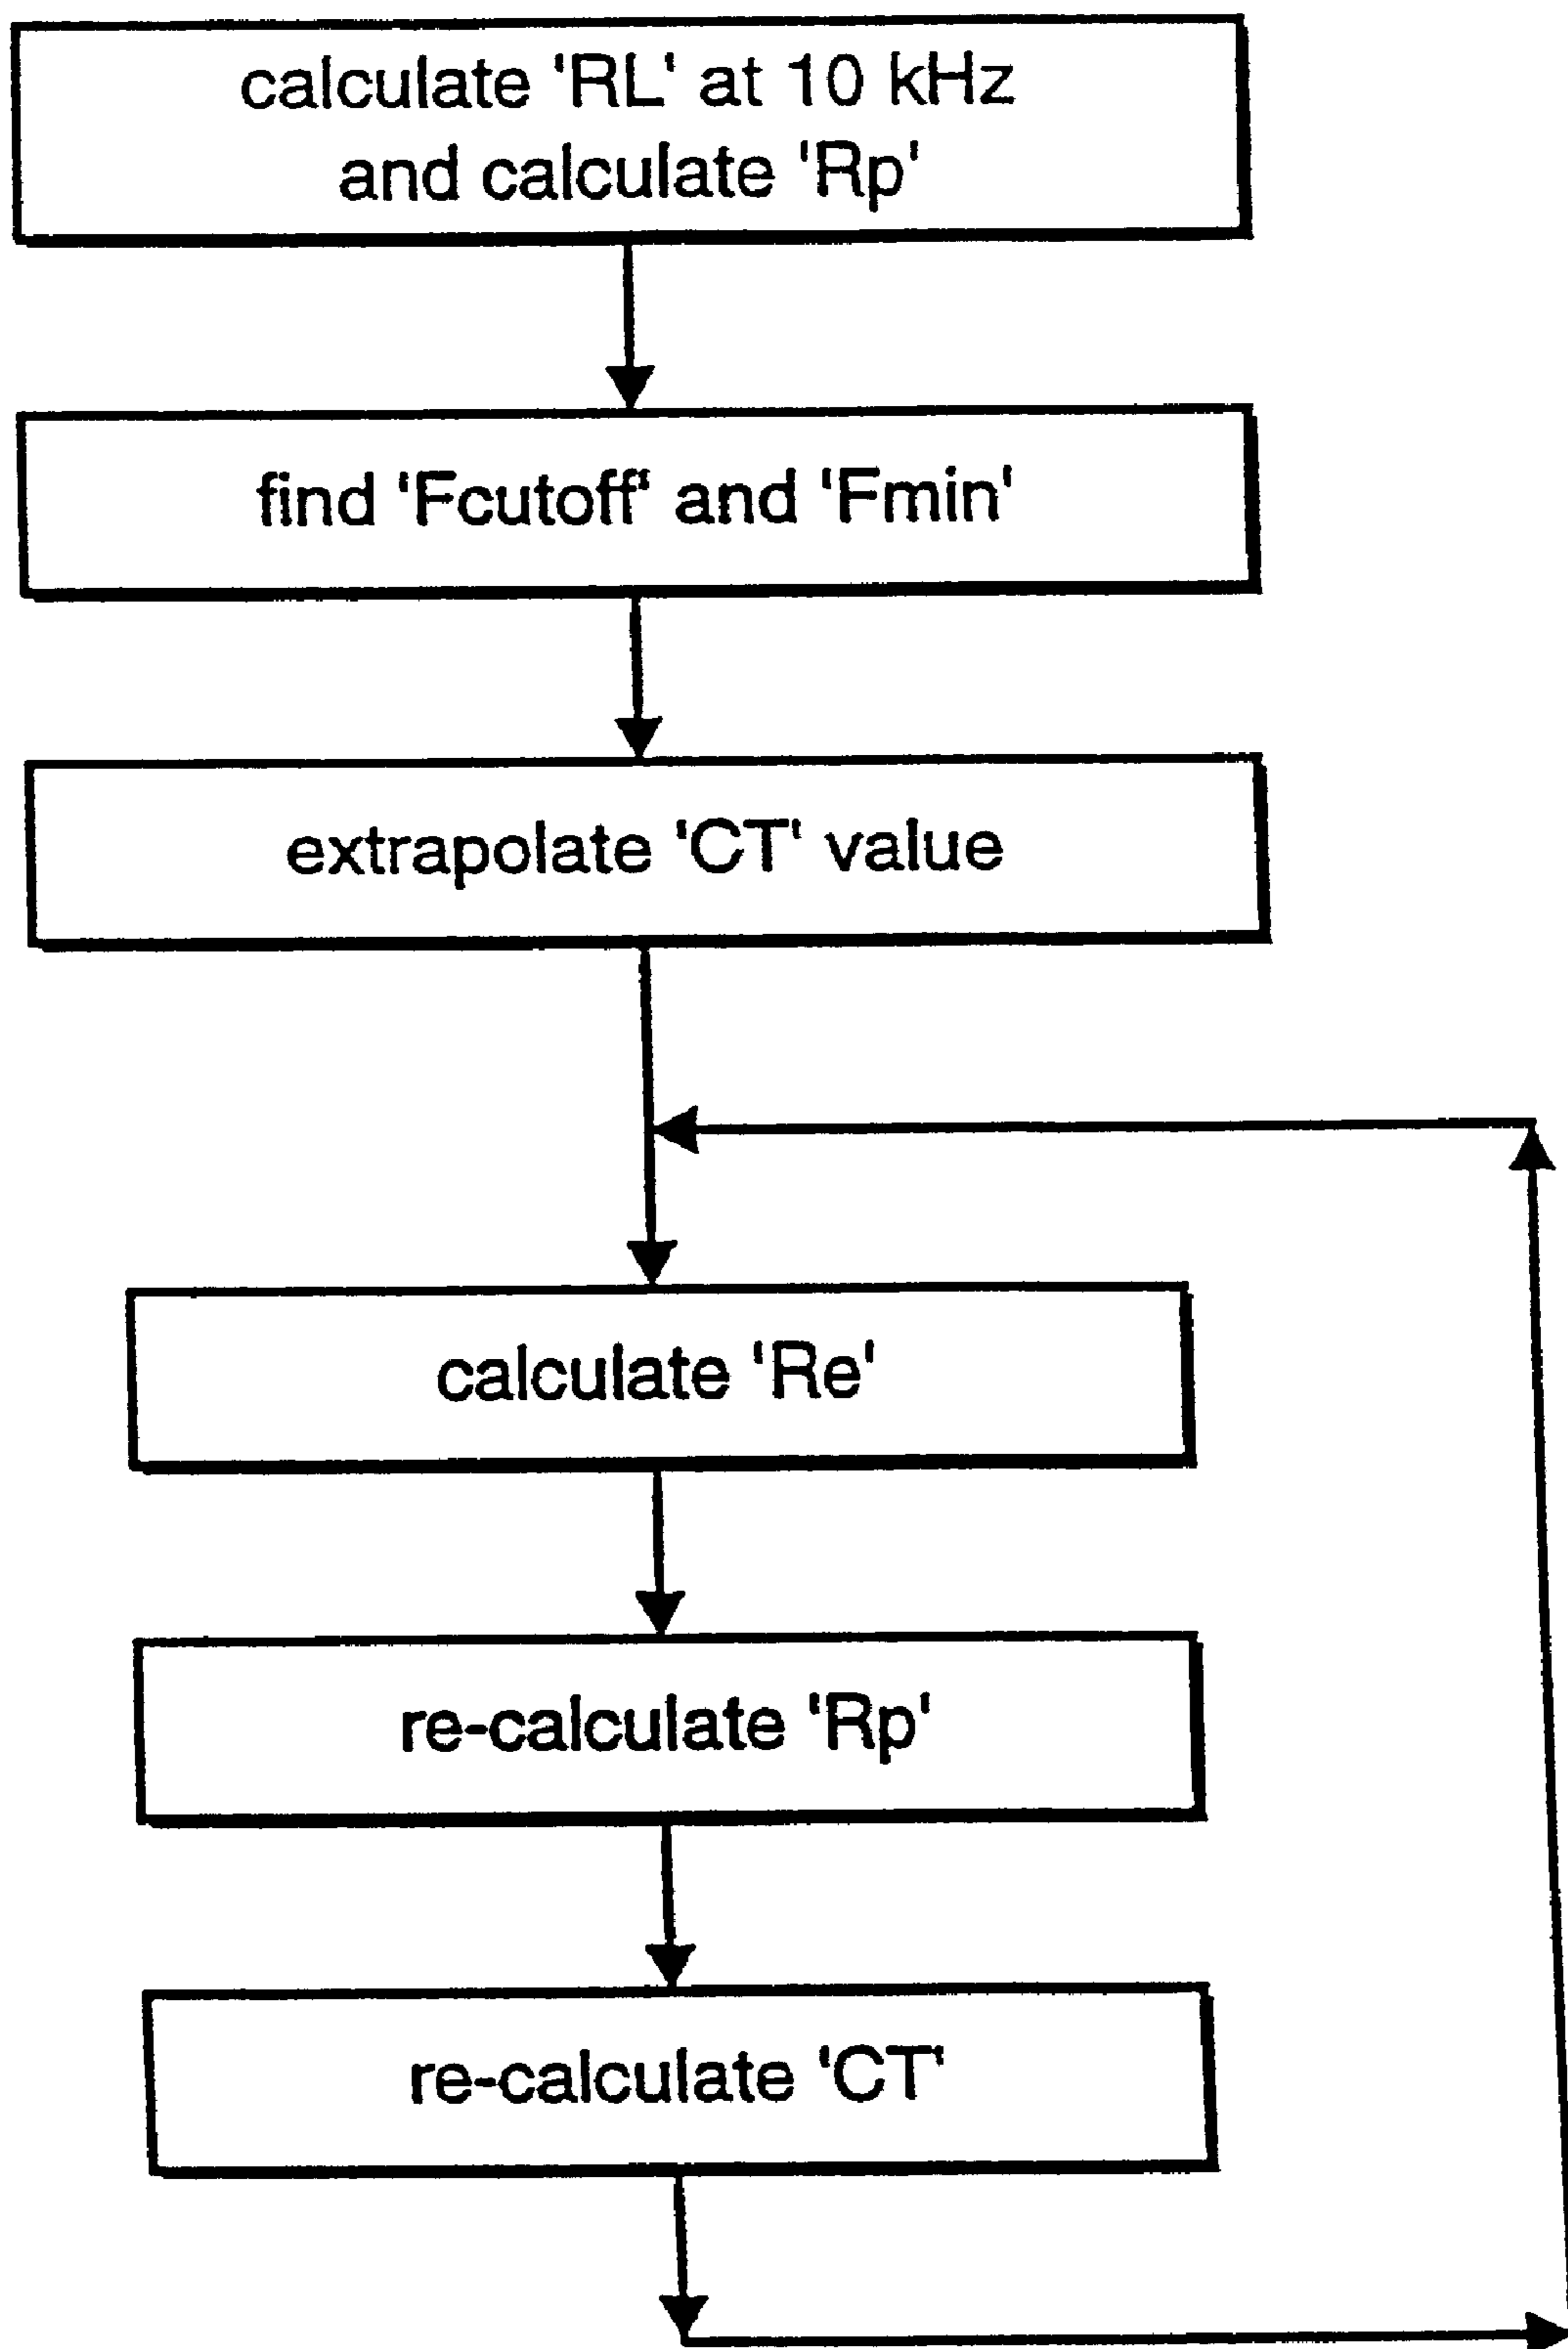 calculate 'RL' at 10 kHz
and calculate 'Rp'
find 'Fcutoff' and 'Fmin'
extrapolate 'CT' value
calculate 'Re'
re-calculate 'Rp'
re-calculate 'CT'